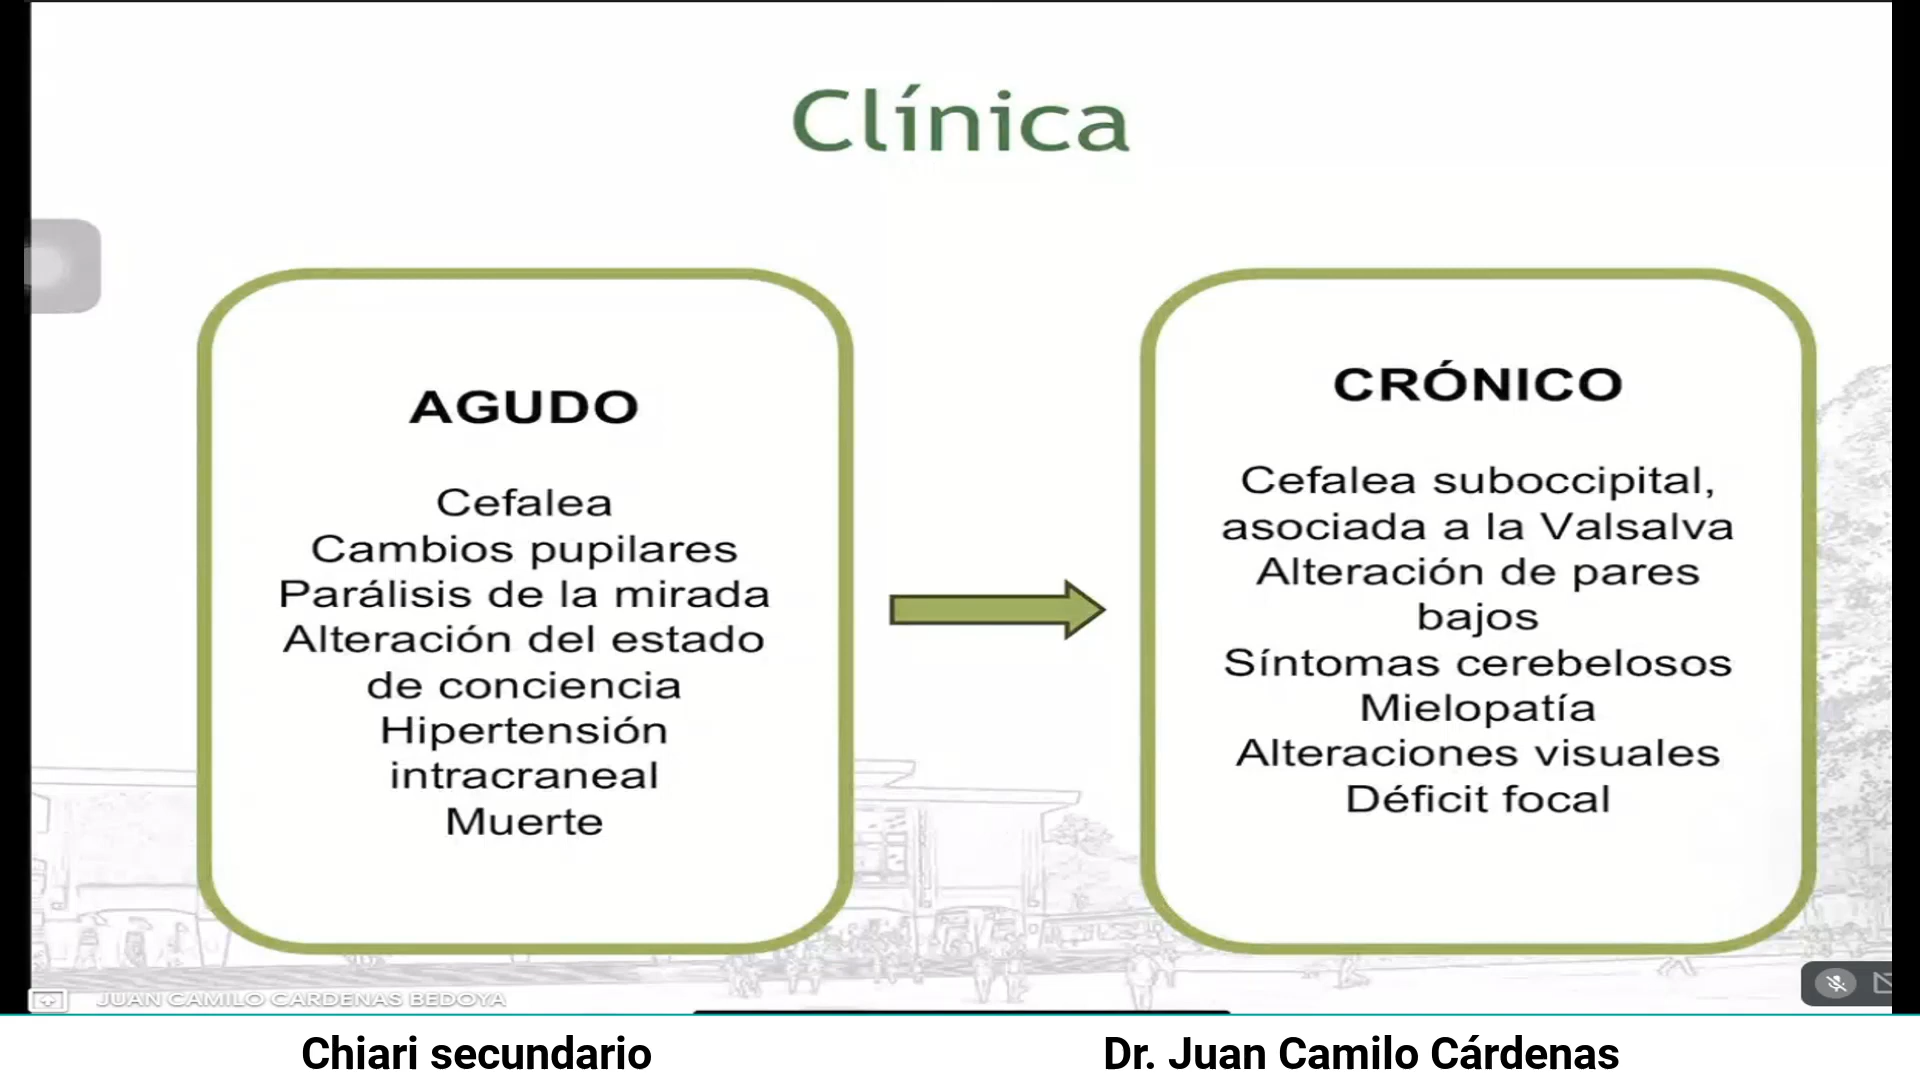 Clínica
AGUDO
Cefalea
Cambios pupilares
Parálisis de la mirada
Alteración del estado
de conciencia
Hipertensión
intracraneal
Muerte
CRÓNICO
Cefalea suboccipital,
asociada a la Valsalva
Alteración de pares
bajos
Síntomas cerebelosos
Mielopatía
Alteraciones visuales
Déficit focal
JUAN CAMILO CARDENAS BEDOYA
Chiari secundario
Dr. Juan Camilo Cárdenas